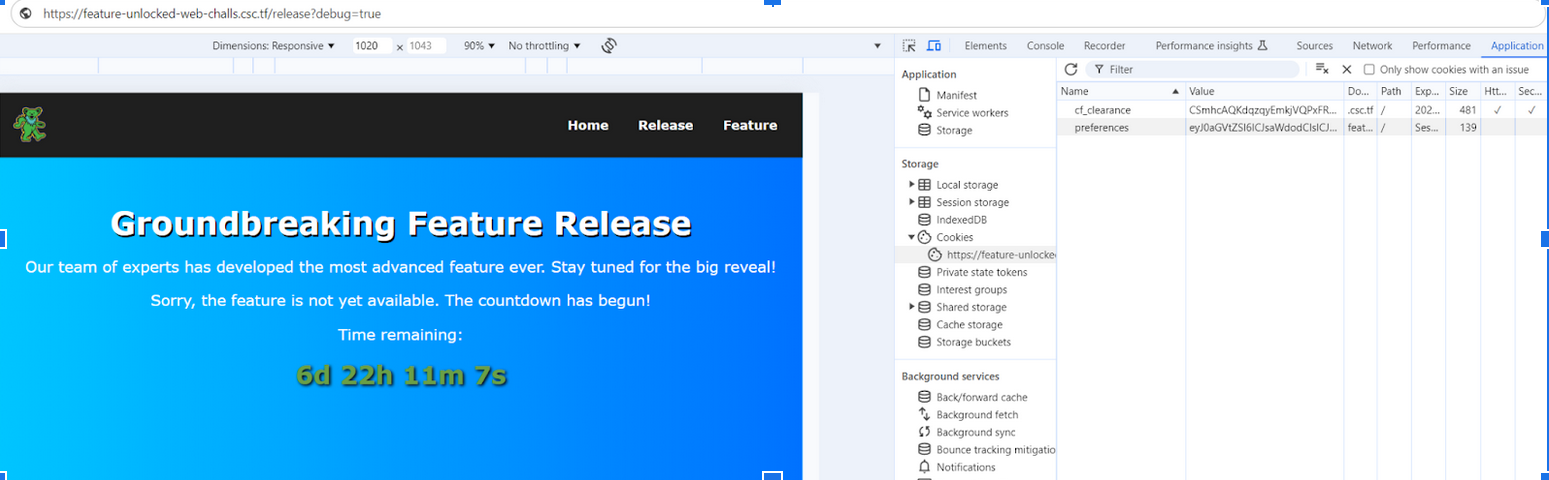 https://feature-unlocked-web-challs.csc.tf/release?debug=true
Dimensions: Responsive ▼ 1020 × 1043 90% ▼ No throttling ▼
Elements Console Recorder Performance insights Sources Network Performance Application
Home Release Feature
Groundbreaking Feature Release
Our team of experts has developed the most advanced feature ever. Stay tuned for the big reveal!
Sorry, the feature is not yet available. The countdown has begun!
Time remaining:
6d 22h 11m 7s
Application
Manifest
Service workers
Storage
Storage
Local storage
Session storage
IndexedDB
Cookies
https://feature-unlocke
Private state tokens
Interest groups
Shared storage
Cache storage
Storage buckets
Background services
Back/forward cache
Background fetch
Background sync
Bounce tracking mitigatio
Notifications
Filter Only show cookies with an issue
Name ▲ Value Do... Path Exp... Size Htt... Sec...
cf_clearance CSmhcAQKdqzqyEmkjVQPxFR... .csc.tf / 202... 481 ✓ ✓
preferences eyJ0aGVtZSI6ICJsaWdodCIsICJ... feat... / Ses... 139